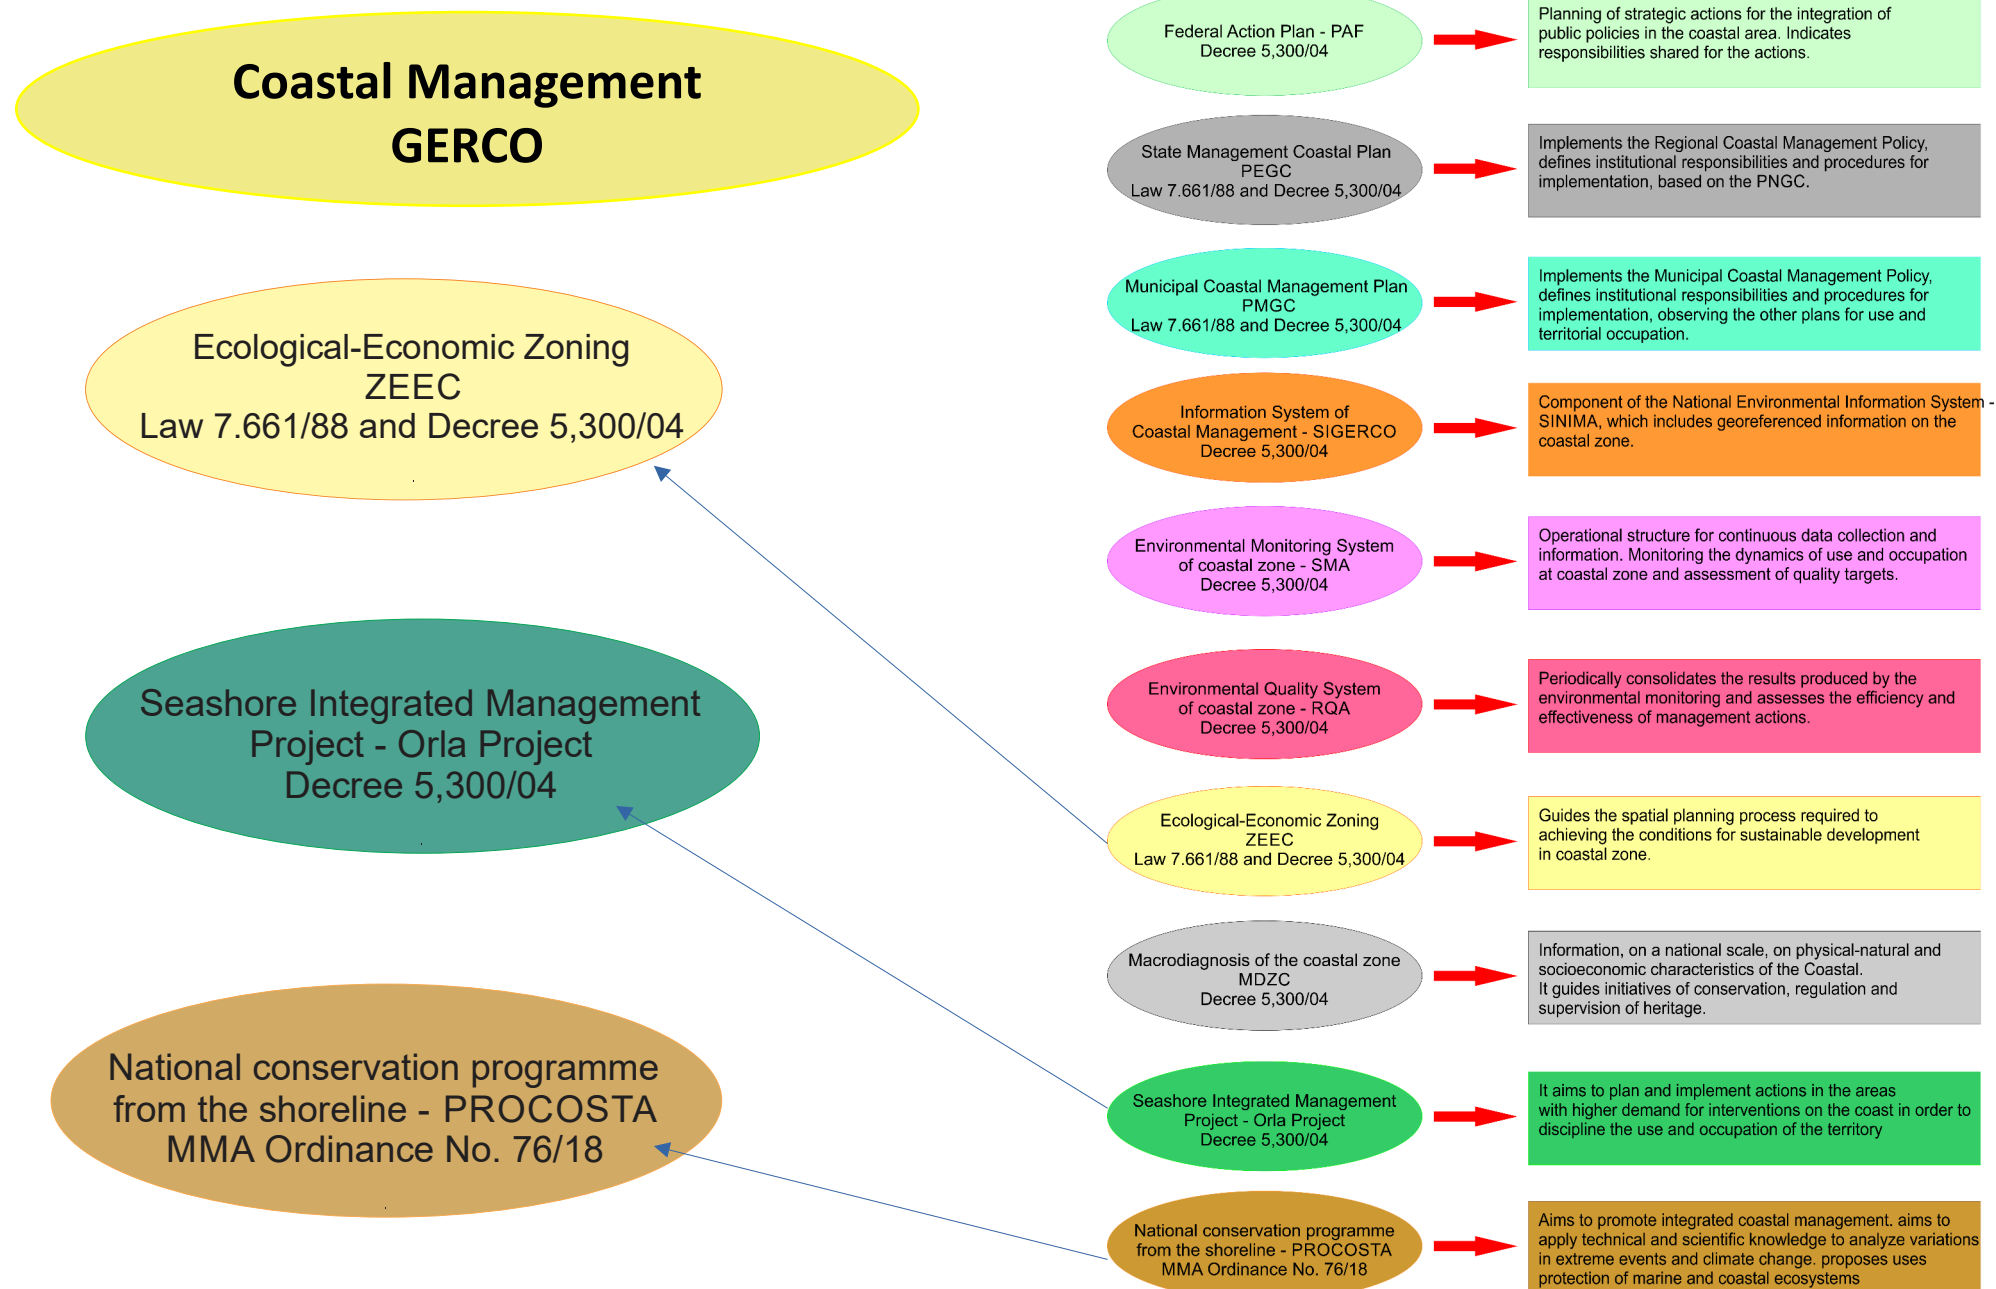 Coastal Management
GERCO
Ecological-Economic Zoning
ZEEC
Law 7.661/88 and Decree 5,300/04
Seashore Integrated Management
Project - Orla Project
Decree 5,300/04
National conservation programme
from the shoreline - PROCOSTA
MMA Ordinance No. 76/18
Federal Action Plan - PAF
Decree 5,300/04
Planning of strategic actions for the integration of
public policies in the coastal area. Indicates
responsibilities shared for the actions.
State Management Coastal Plan
PEGC
Law 7.661/88 and Decree 5,300/04
Implements the Regional Coastal Management Policy,
defines institutional responsibilities and procedures for
implementation, based on the PNGC.
Municipal Coastal Management Plan
PMGC
Law 7.661/88 and Decree 5,300/04
Implements the Municipal Coastal Management Policy,
defines institutional responsibilities and procedures for
implementation, observing the other plans for use and
territorial occupation.
Information System of
Coastal Management - SIGERCO
Decree 5,300/04
Component of the National Environmental Information System -
SINIMA, which includes georeferenced information on the
coastal zone.
Environmental Monitoring System
of coastal zone - SMA
Decree 5,300/04
Operational structure for continuous data collection and
information. Monitoring the dynamics of use and occupation
at coastal zone and assessment of quality targets.
Environmental Quality System
of coastal zone - RQA
Decree 5,300/04
Periodically consolidates the results produced by the
environmental monitoring and assesses the efficiency and
effectiveness of management actions.
Ecological-Economic Zoning
ZEEC
Law 7.661/88 and Decree 5,300/04
Guides the spatial planning process required to
achieving the conditions for sustainable development
in coastal zone.
Macrodiagnosis of the coastal zone
MDZC
Decree 5,300/04
Information, on a national scale, on physical-natural and
socioeconomic characteristics of the Coastal.
It guides initiatives of conservation, regulation and
supervision of heritage.
Seashore Integrated Management
Project - Orla Project
Decree 5,300/04
It aims to plan and implement actions in the areas
with higher demand for interventions on the coast in order to
discipline the use and occupation of the territory
National conservation programme
from the shoreline - PROCOSTA
MMA Ordinance No. 76/18
Aims to promote integrated coastal management. aims to
apply technical and scientific knowledge to analyze variations
in extreme events and climate change. proposes uses
protection of marine and coastal ecosystems